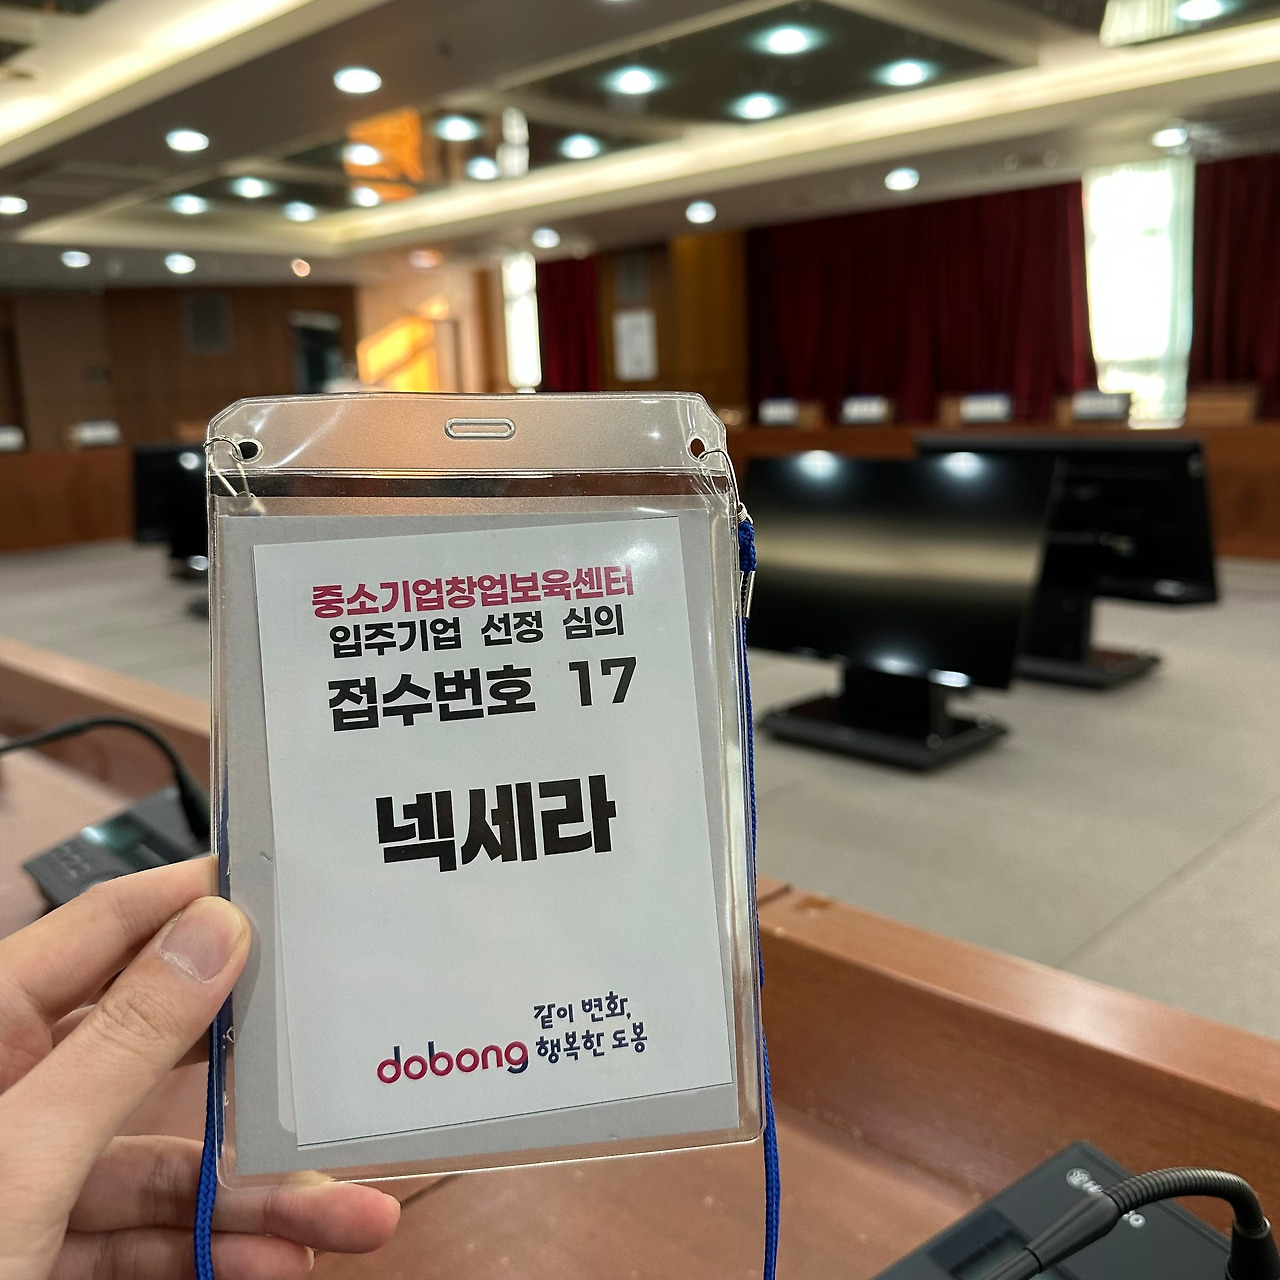 중소기업창업보육센터
입주기업 선정 심의
접수번호 17
넥세라
같이 변화,
dobong 행복한 도봉